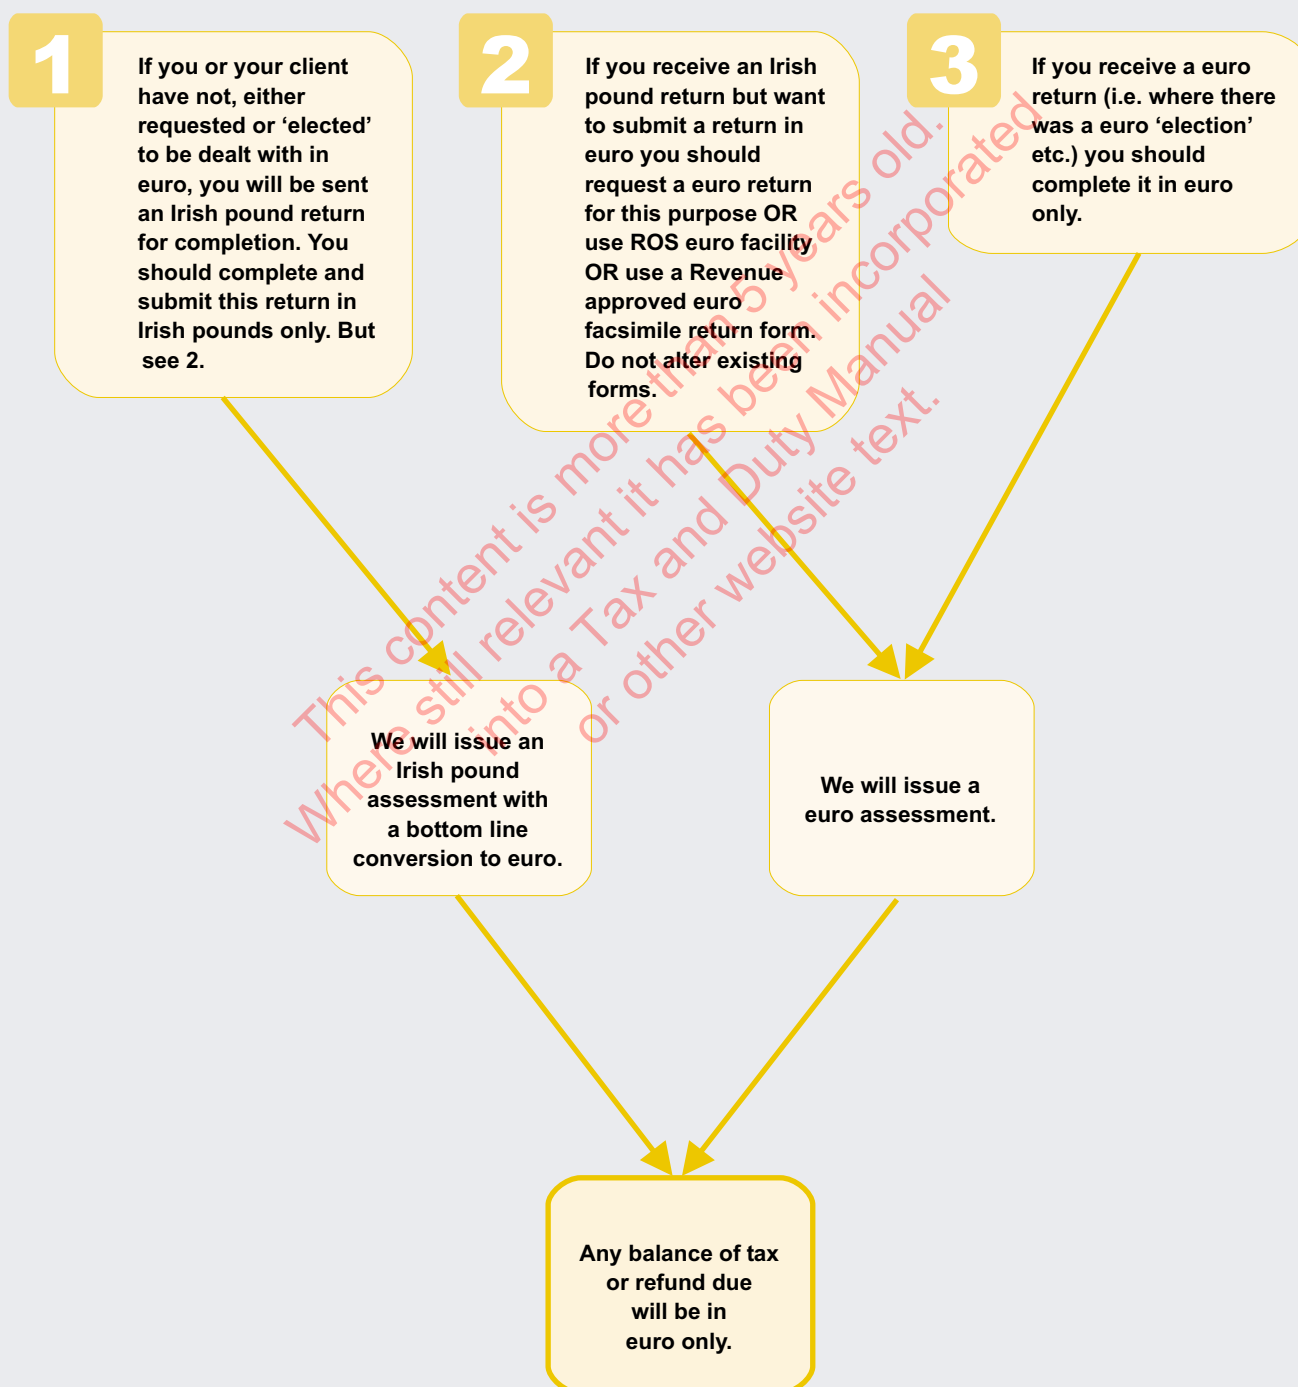 1
If you or your client
have not, either
requested or ‘elected’
to be dealt with in
euro, you will be sent
an Irish pound return
for completion. You
should complete and
submit this return in
Irish pounds only. But
see 2.
2
If you receive an Irish
pound return but want
to submit a return in
euro you should
request a euro return
for this purpose OR
use ROS euro facility
OR use a Revenue
approved euro
facsimile return form.
Do not alter existing
forms.
3
If you receive a euro
return (i.e. where there
was a euro ‘election’
etc.) you should
complete it in euro
only.
This content is more than 5 years old.
Where still relevant it has been incorporated
into a Tax and Duty Manual
or other website text.
We will issue an
Irish pound
assessment with
a bottom line
conversion to euro.
We will issue a
euro assessment.
Any balance of tax
or refund due
will be in
euro only.